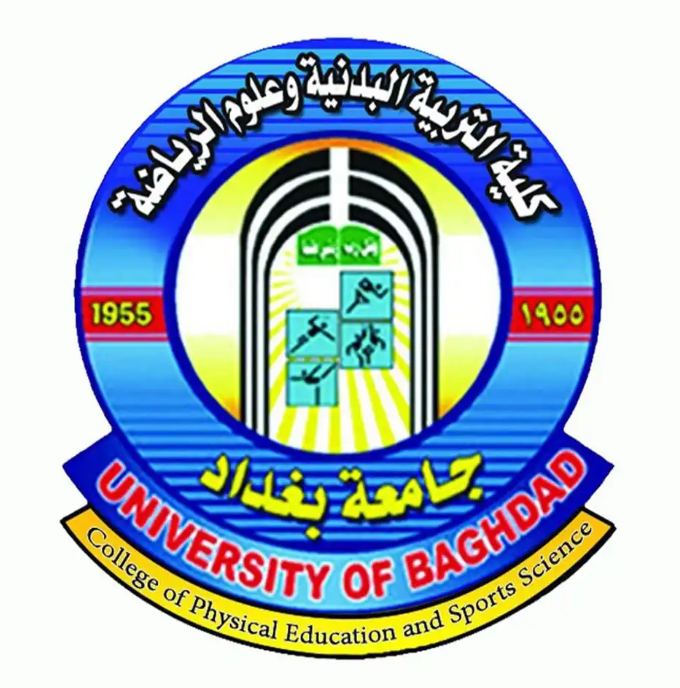 كلية التربية البدنية وعلوم الرياضة
1955
١٩٥٥
جامعة بغداد
UNIVERSITY OF BAGHDAD
College of Physical Education and Sports Science